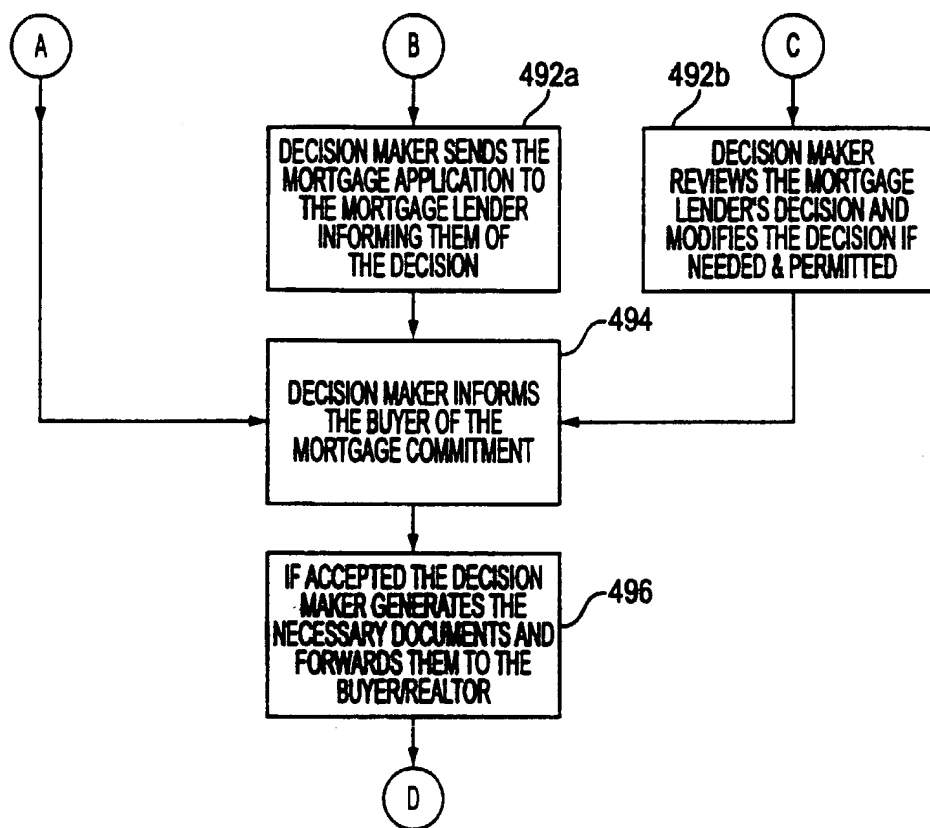 A
B
C
492a
492b
DECISION MAKER SENDS THE
MORTGAGE APPLICATION TO
THE MORTGAGE LENDER
INFORMING THEM OF
THE DECISION
DECISION MAKER
REVIEWS THE MORTGAGE
LENDER'S DECISION AND
MODIFIES THE DECISION IF
NEEDED & PERMITTED
494
DECISION MAKER INFORMS
THE BUYER OF THE
MORTGAGE COMMITMENT
496
IF ACCEPTED THE DECISION
MAKER GENERATES THE
NECESSARY DOCUMENTS AND
FORWARDS THEM TO THE
BUYER/REALTOR
D